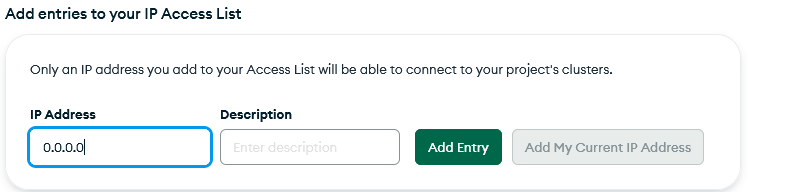 Add entries to your IP Access List
Only an IP address you add to your Access List will be able to connect to your project's clusters.
IP Address
Description
0.0.0.0
Enter description
Add Entry
Add My Current IP Address